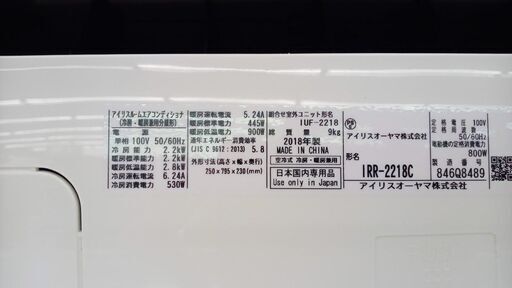 アイリスルームエアコンディショナ
(冷房・暖房兼用分離形)
電 源
単相 100V 50/60Hz
冷 房 能 力 2.2kW
暖 房 能 力 2.2kW
暖房低温能力 2.8kW
冷房運転電流 6.24A
冷房消費電力 530W
暖房運転電流 5.24A
暖房消費電力 445W
暖房低温電力 900W
通年エネルギー消費効率
(JIS C 9612:2013) 5.8
外形寸法 (高さ×幅×奥行)
250×795×230(mm)
組合せ室外ユニット形名
IUF-2218
総 質 量 9kg
2018年製
MADE IN CHINA
空冷式 冷房・暖房兼用
日本国内専用品
Use only in Japan
アイリスオーヤマ株式会社
形名
IRR-2218C
アイリスオーヤマ株式会社
定 格 電 圧 100V
定 格 周 波 数
50/60Hz
電動機の定格消費電力
800W
製 造 番 号
846Q8489